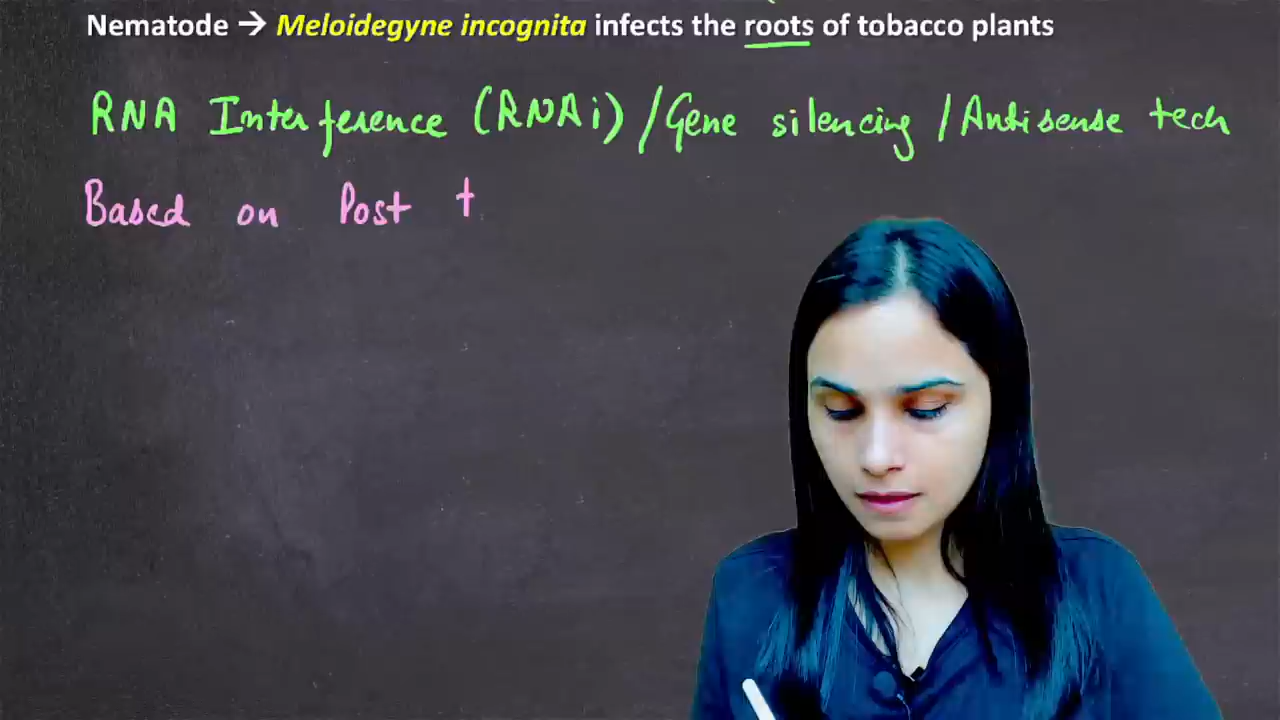 Nematode → Meloidegyne incognita infects the roots of tobacco plants
RNA Interference (RNAi) / Gene silencing / Antisense tech
Based on Post t